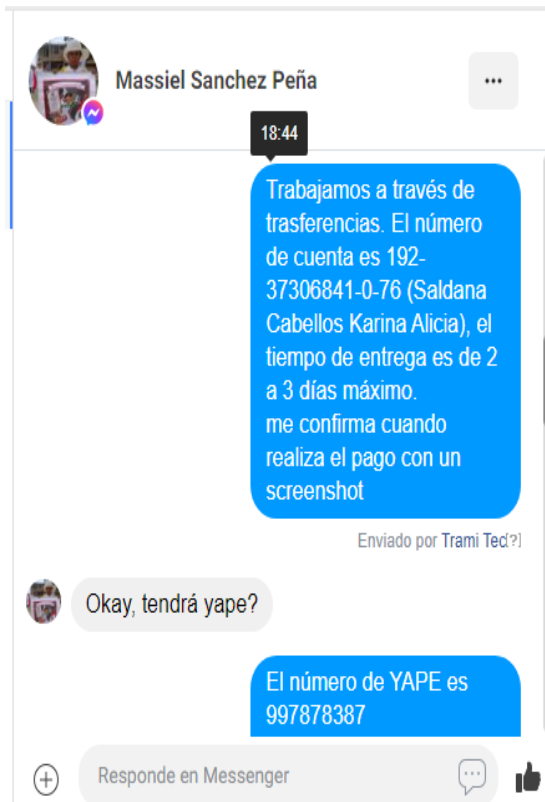 Massiel Sanchez Peña
18:44
Trabajamos a través de
trasferencias. El número
de cuenta es 192-
37306841-0-76 (Saldana
Cabellos Karina Alicia), el
tiempo de entrega es de 2
a 3 días máximo.
me confirma cuando
realiza el pago con un
screenshot
Enviado por Trami Tec[?]
Okay, tendrá yape?
El número de YAPE es
997878387
Responde en Messenger